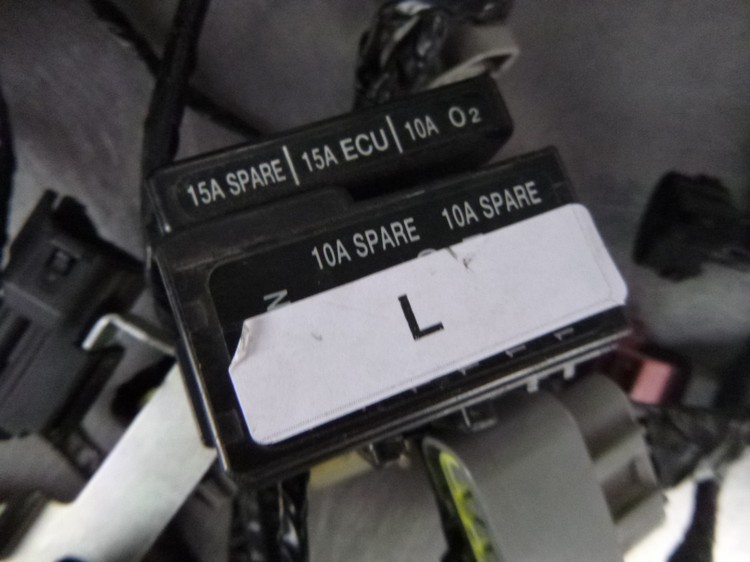 15A SPARE | 15A ECU | 10A O2
10A SPARE 10A SPARE
L